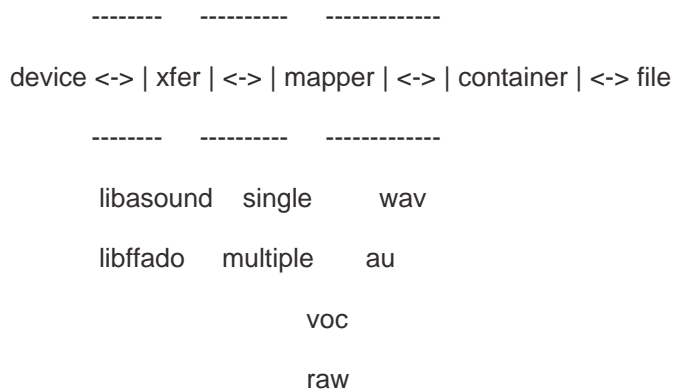 -------- ---------- -------------
device <-> | xfer | <-> | mapper | <-> | container | <-> file
-------- ---------- -------------
libasound single wav
libffado multiple au
voc
raw